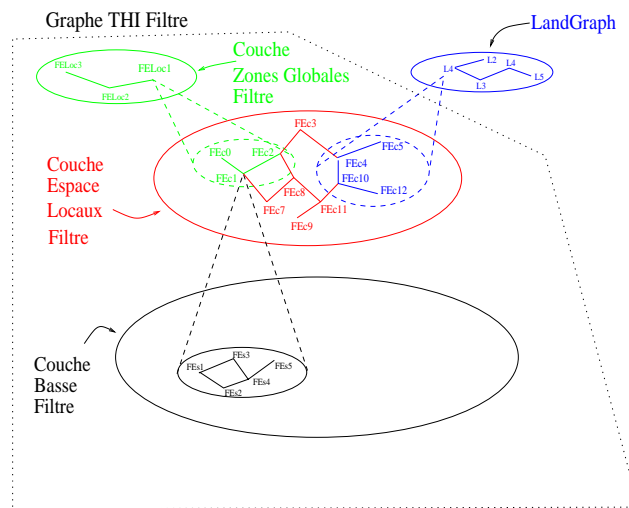 Graphe THI Filtre
LandGraph
Couche
Zones Globales
Filtre
FELoc3
FELoc1
FELoc2
L4
L2
L4
L3
L5
FEc3
FEc0
FEc2
FEc5
FEc1
FEc4
FEc10
FEc8
FEc12
FEc7
FEc11
FEc9
Couche
Espace
Locaux
Filtre
Couche
Basse
Filtre
FEs3
FEs1
FEs5
FEs4
FEs2